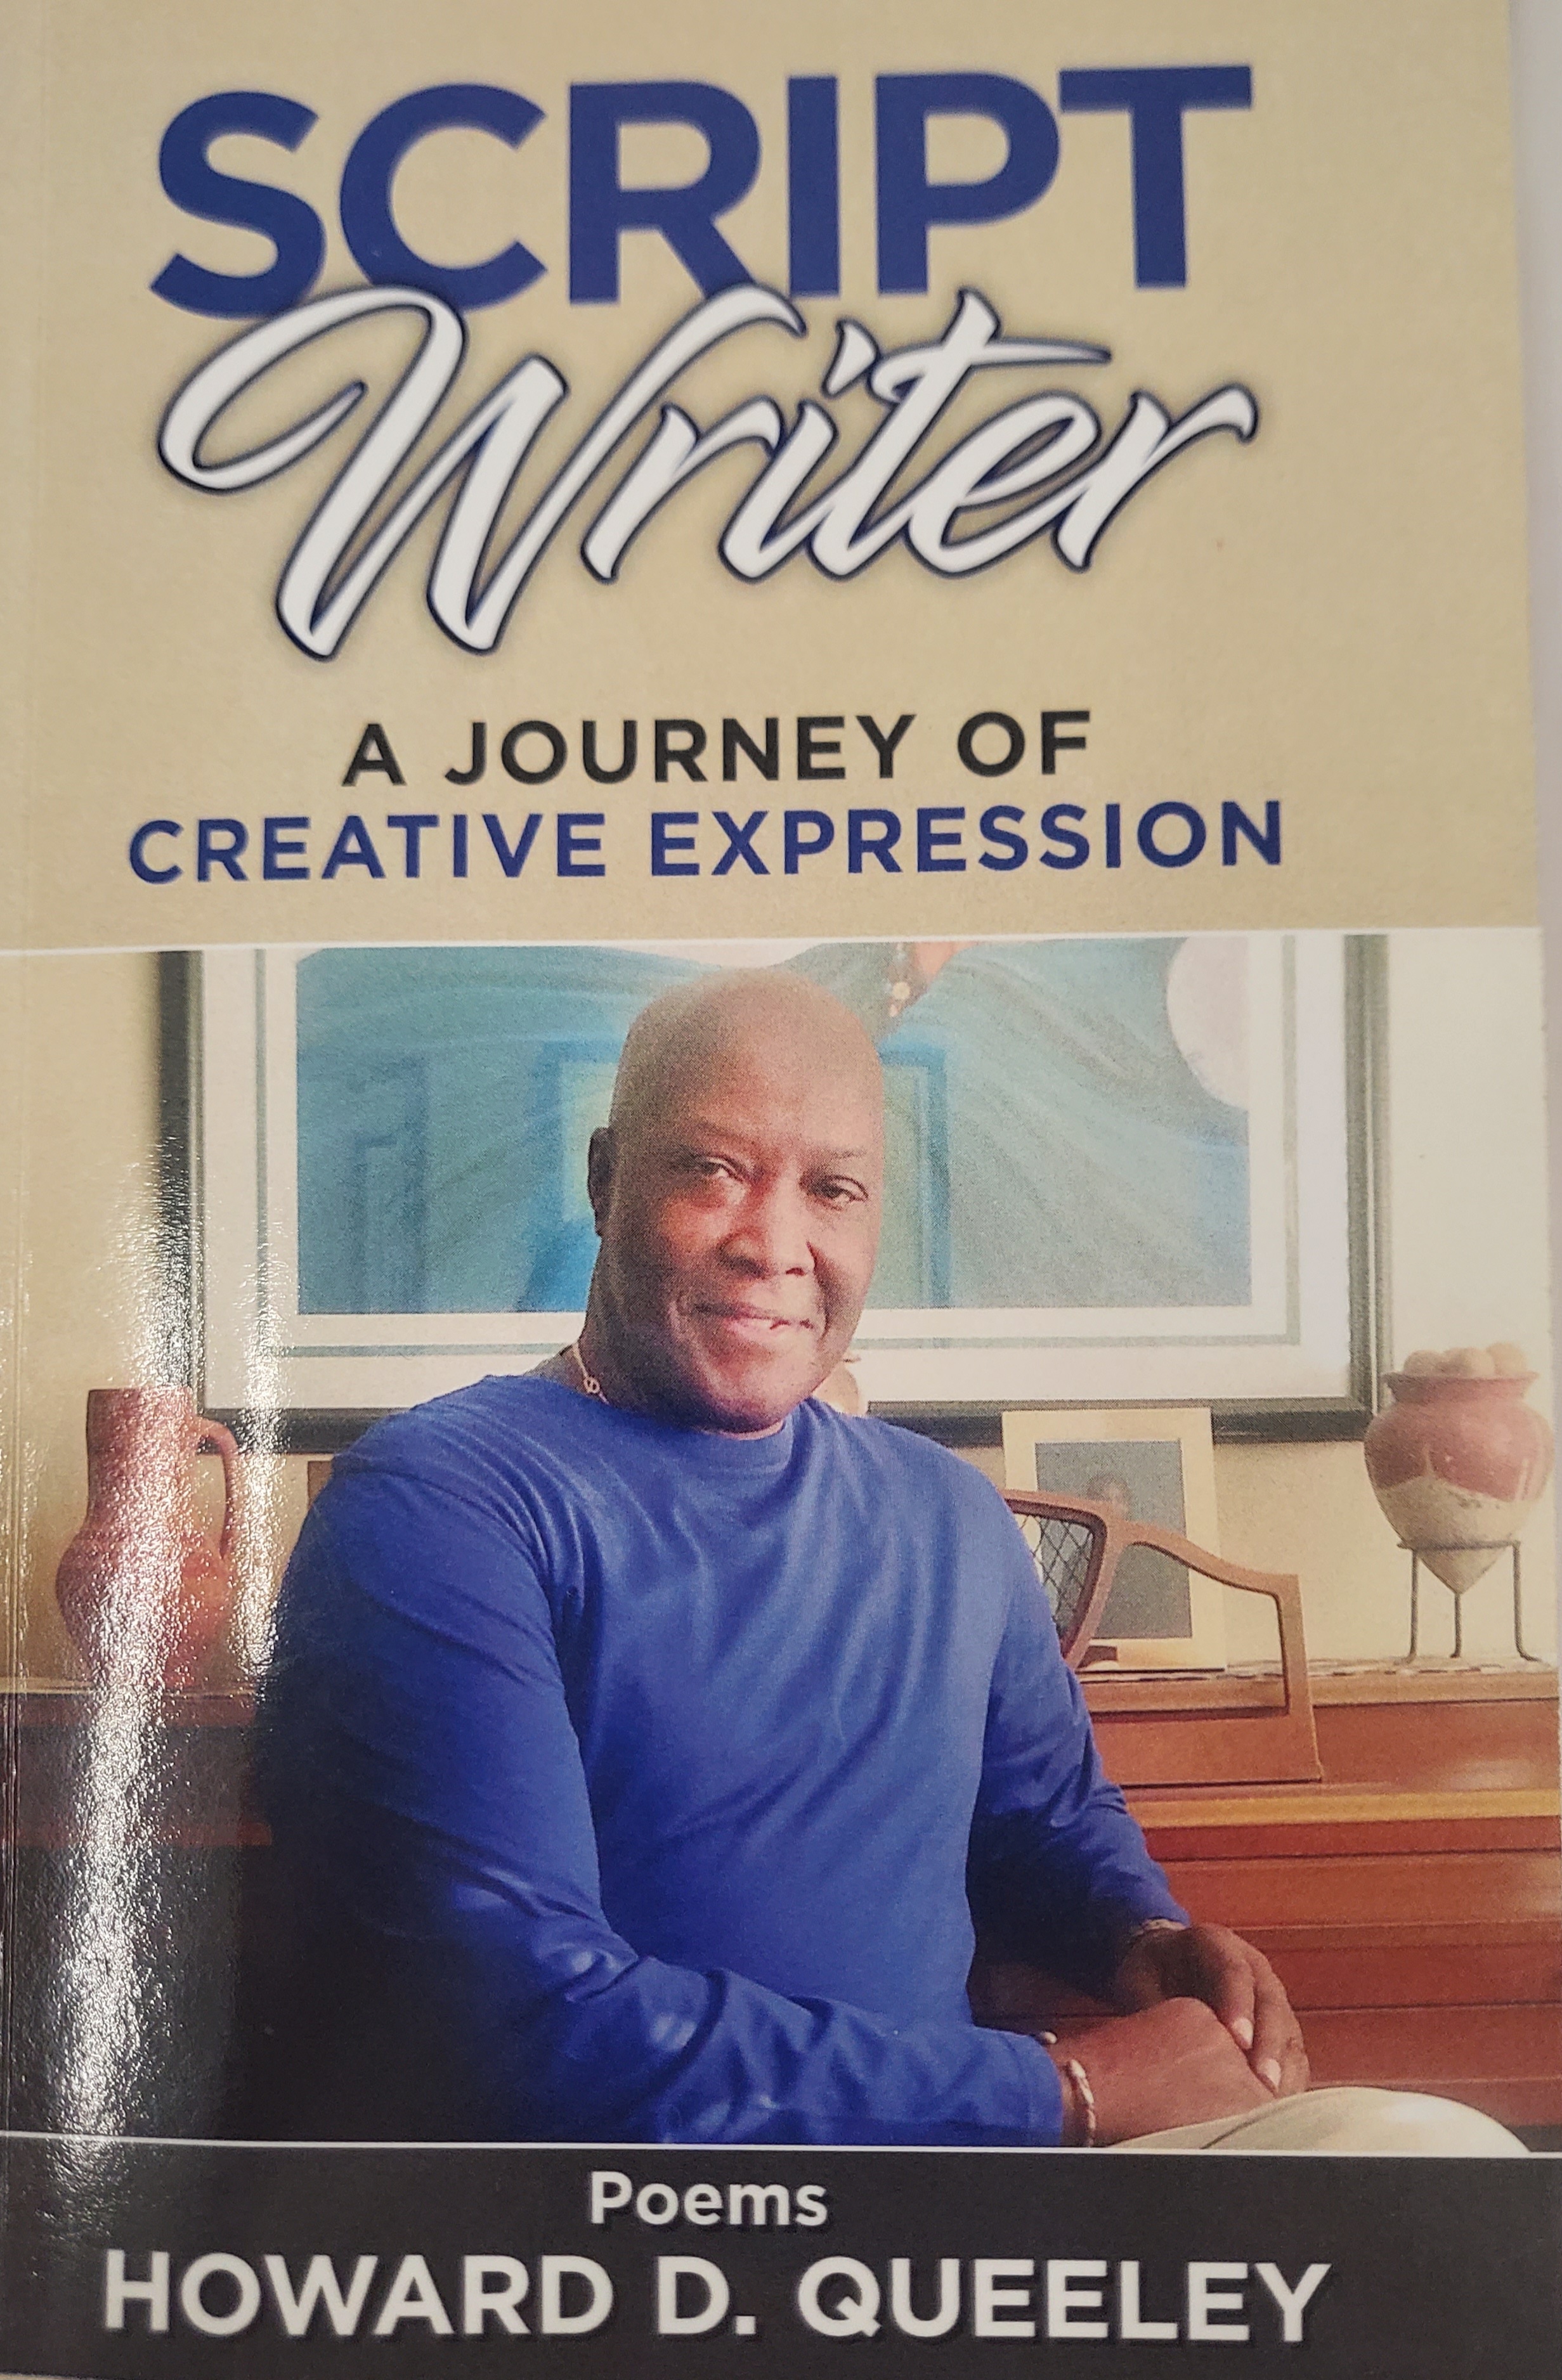 SCRIPT
Writer
A JOURNEY OF
CREATIVE EXPRESSION
Poems
HOWARD D. QUEELEY